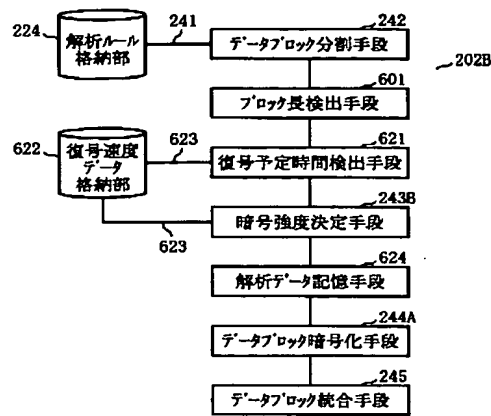 224
解析ルール
格納部
241
242
データブロック分割手段
202B
601
ブロック長検出手段
622
復号速度
データ
格納部
623
621
復号予定時間検出手段
243B
暗号強度決定手段
623
624
解析データ記憶手段
244A
データブロック暗号化手段
245
データブロック統合手段